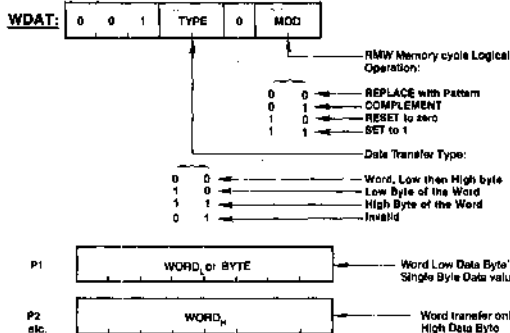 WDAT: 0 0 1 TYPE 0 MOD
RMW Memory cycle Logical
Operation:
0 0 REPLACE with Pattern
0 1 COMPLEMENT
1 0 RESET to zero
1 1 SET to 1
Data Transfer Type:
0 0 Word, Low then High byte
1 0 Low Byte of the Word
1 1 High Byte of the Word
0 1 Invalid
P1 WORDL or BYTE Word Low Data Byte
Single Byte Data valu
P2 WORDH Word transfer onl
etc. High Data Byte